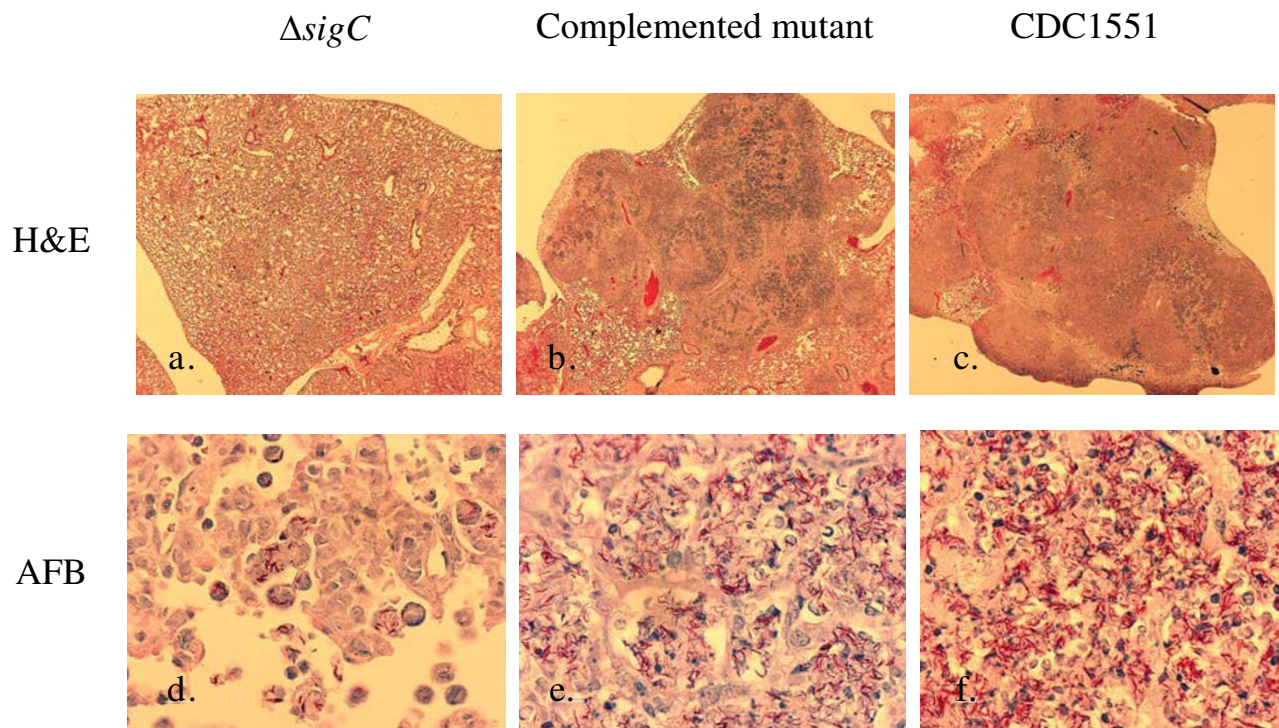 ΔsigC Complemented mutant CDC1551
H&E
a. b. c.
AFB
d. e. f.